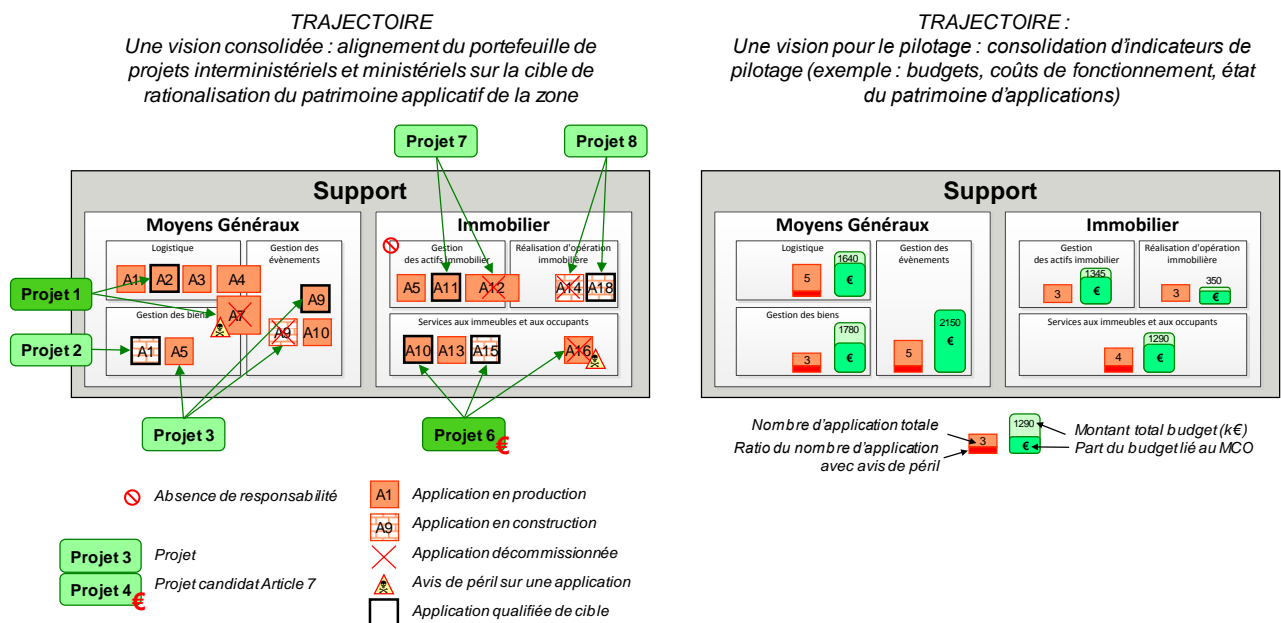 TRAJECTOIRE
Une vision consolidée : alignement du portefeuille de
projets interministériels et ministériels sur la cible de
rationalisation du patrimoine applicatif de la zone
Projet 7
Projet 8
Support
Moyens Généraux
Immobilier
Logistique
Gestion des
évènements
Gestion
des actifs immobilier
Réalisation d'opération
immobilière
A1
A2
A3
A4
A5
A11
A12
A14
A18
Projet 1
A9
A7
Gestion des biens
Services aux immeubles et aux occupants
A9
A10
Projet 2
A1
A5
A10
A13
A15
A16
Projet 3
Projet 6
€
Absence de responsabilité
A1
Application en production
A9
Application en construction
Projet 3
Projet
Application décommissionnée
Projet 4
€
Projet candidat Article 7
Avis de péril sur une application
Application qualifiée de cible
TRAJECTOIRE :
Une vision pour le pilotage : consolidation d'indicateurs de
pilotage (exemple : budgets, coûts de fonctionnement, état
du patrimoine d'applications)
Support
Moyens Généraux
Immobilier
Logistique
Gestion des
évènements
Gestion
des actifs immobilier
Réalisation d'opération
immobilière
5
1640
€
3
1345
€
3
350
€
Gestion des biens
Services aux immeubles et aux occupants
3
1780
€
5
2150
€
4
1290
€
Nombre d'application totale
Ratio du nombre d'application
avec avis de péril
3
1290
€
Montant total budget (k€)
Part du budget lié au MCO